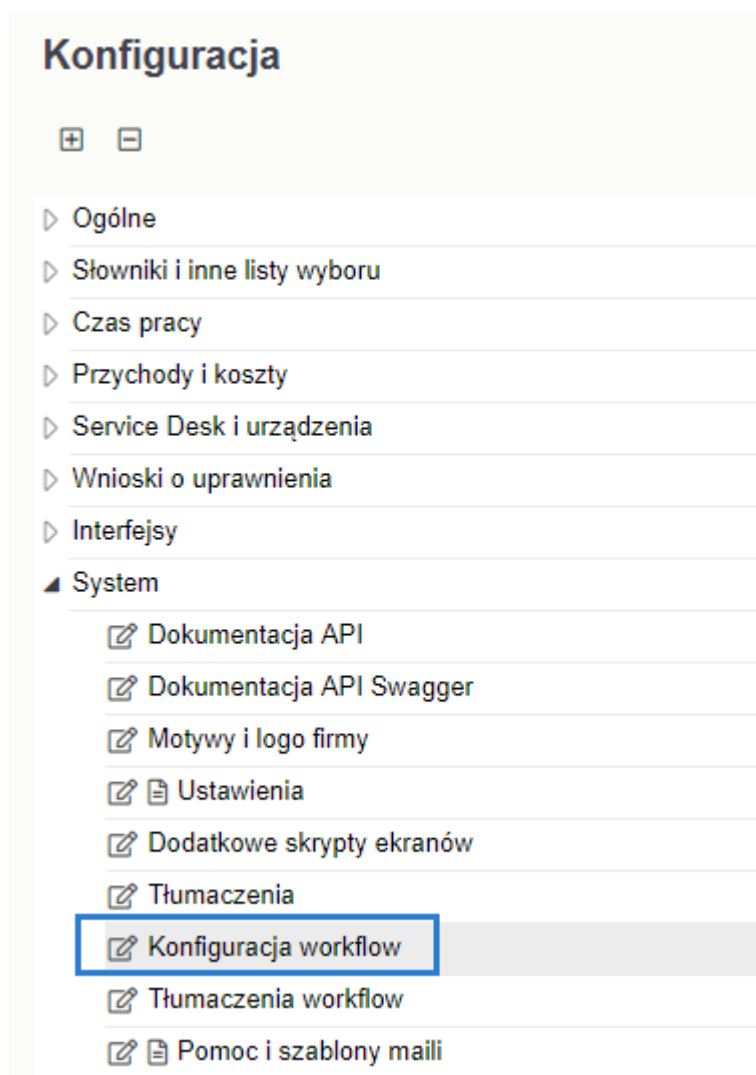 Konfiguracja
Ogólne
Słowniki i inne listy wyboru
Czas pracy
Przychody i koszty
Service Desk i urządzenia
Wnioski o uprawnienia
Interfejsy
System
Dokumentacja API
Dokumentacja API Swagger
Motywy i logo firmy
Ustawienia
Dodatkowe skrypty ekranów
Tłumaczenia
Konfiguracja workflow
Tłumaczenia workflow
Pomoc i szablony maili